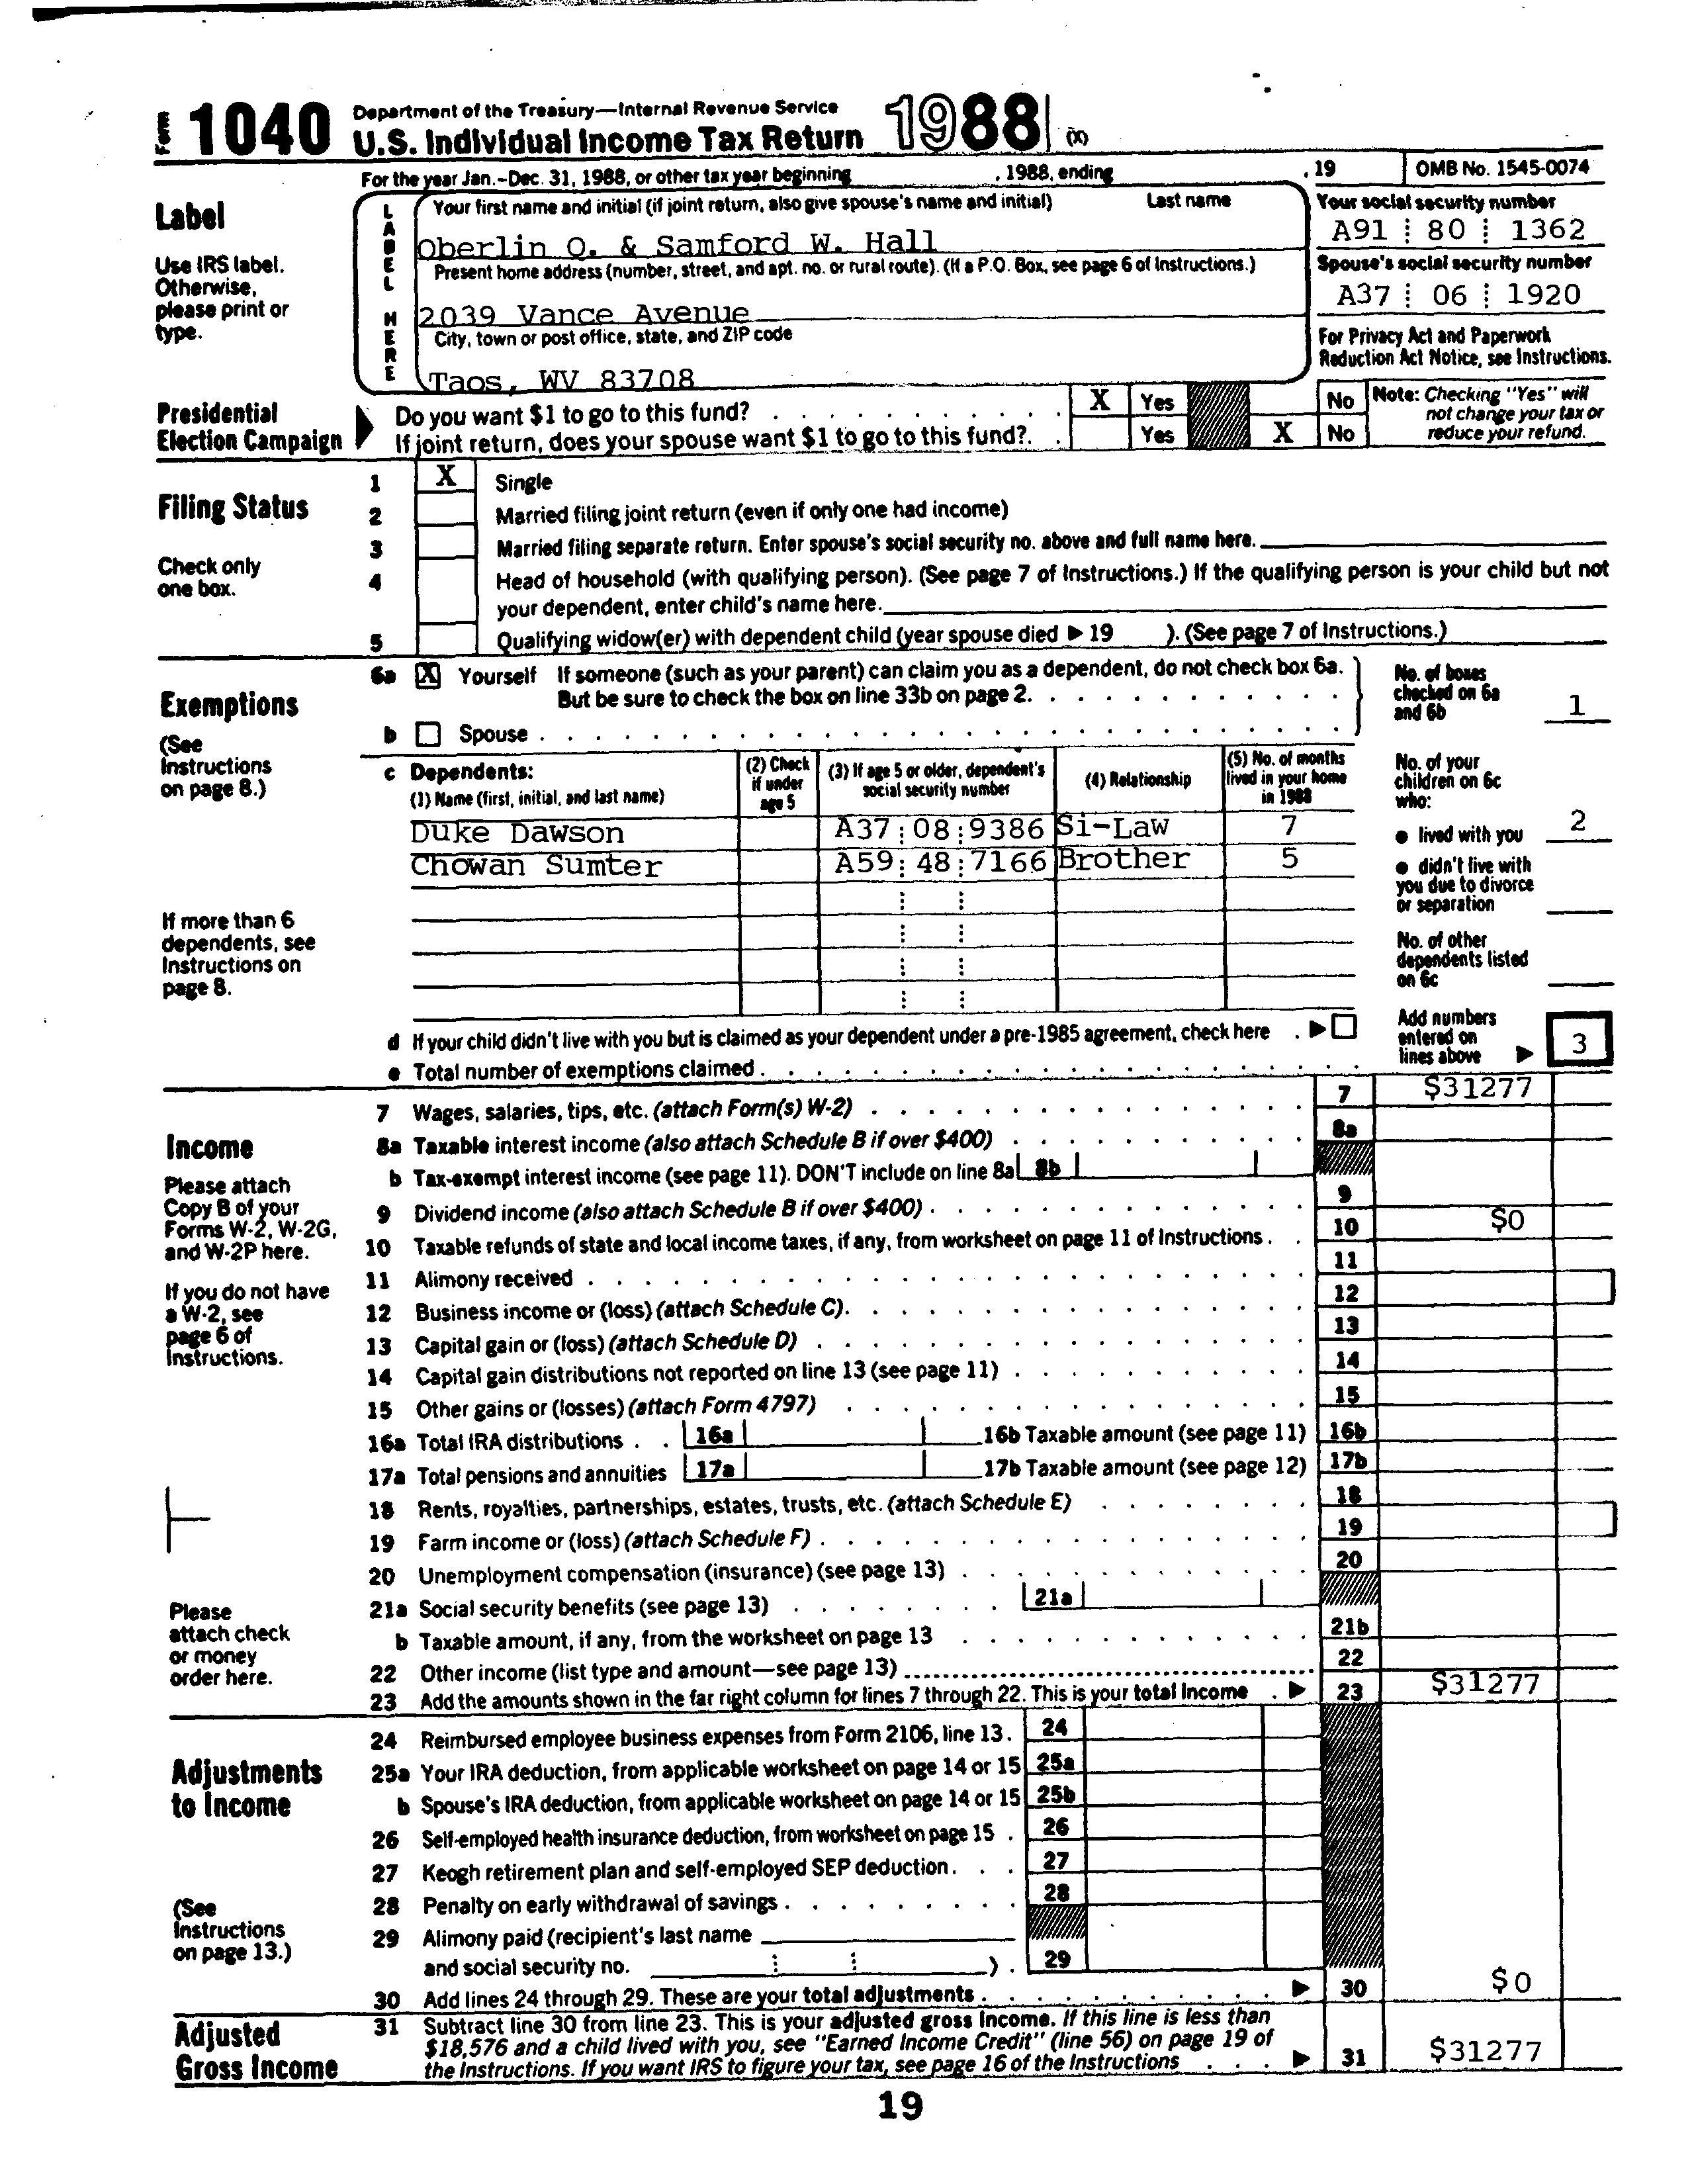 Form 1040 Department of the Treasury—Internal Revenue Service
U.S. Individual Income Tax Return 1988 (X)
For the year Jan.–Dec. 31, 1988, or other tax year beginning , 1988, ending , 19 OMB No. 1545-0074
Label
Use IRS label. Otherwise, please print or type.
LABEL HERE
Your first name and initial (if joint return, also give spouse's name and initial) Last name
Oberlin Q. & Samford W. Hall
Your social security number
A91 80 1362
Present home address (number, street, and apt. no. or rural route). (If a P.O. Box, see page 6 of Instructions.)
2039 Vance Avenue
Spouse's social security number
A37 06 1920
City, town or post office, state, and ZIP code
Taos, WV 83708
For Privacy Act and Paperwork
Reduction Act Notice, see Instructions.
Presidential
Election Campaign
Do you want $1 to go to this fund? X Yes No
If joint return, does your spouse want $1 to go to this fund?. Yes X No
Note: Checking "Yes" will
not change your tax or
reduce your refund.
Filing Status
Check only
one box.
1 X Single
2 Married filing joint return (even if only one had income)
3 Married filing separate return. Enter spouse's social security no. above and full name here.
4 Head of household (with qualifying person). (See page 7 of Instructions.) If the qualifying person is your child but not
your dependent, enter child's name here.
5 Qualifying widow(er) with dependent child (year spouse died ▶ 19 ). (See page 7 of Instructions.)
Exemptions
(See
Instructions
on page 8.)
6a X Yourself If someone (such as your parent) can claim you as a dependent, do not check box 6a.
But be sure to check the box on line 33b on page 2.
b Spouse
No. of boxes
checked on 6a
and 6b 1
c Dependents:
(1) Name (first, initial, and last name)
(2) Check
if under
age 5
(3) If age 5 or older, dependent's
social security number
(4) Relationship
(5) No. of months
lived in your home
in 1988
Duke Dawson A37 08 9386 Si-Law 7
Chowan Sumter A59 48 7166 Brother 5
No. of your
children on 6c
who:
● lived with you 2
● didn't live with
you due to divorce
or separation
No. of other
dependents listed
on 6c
If more than 6
dependents, see
Instructions on
page 8.
d If your child didn't live with you but is claimed as your dependent under a pre-1985 agreement, check here . ▶
e Total number of exemptions claimed
Add numbers
entered on
lines above ▶ 3
Income
Please attach
Copy B of your
Forms W-2, W-2G,
and W-2P here.
If you do not have
a W-2, see
page 6 of
Instructions.
Please
attach check
or money
order here.
7 Wages, salaries, tips, etc. (attach Form(s) W-2) 7 $31277
8a Taxable interest income (also attach Schedule B if over $400) 8a
b Tax-exempt interest income (see page 11). DON'T include on line 8a 8b
9 Dividend income (also attach Schedule B if over $400) 9
10 Taxable refunds of state and local income taxes, if any, from worksheet on page 11 of Instructions . 10 $0
11 Alimony received 11
12 Business income or (loss) (attach Schedule C). 12
13 Capital gain or (loss) (attach Schedule D) 13
14 Capital gain distributions not reported on line 13 (see page 11) 14
15 Other gains or (losses) (attach Form 4797) 15
16a Total IRA distributions 16a 16b Taxable amount (see page 11) 16b
17a Total pensions and annuities 17a 17b Taxable amount (see page 12) 17b
18 Rents, royalties, partnerships, estates, trusts, etc. (attach Schedule E) 18
19 Farm income or (loss) (attach Schedule F) 19
20 Unemployment compensation (insurance) (see page 13) 20
21a Social security benefits (see page 13) 21a
b Taxable amount, if any, from the worksheet on page 13 21b
22 Other income (list type and amount—see page 13) 22
23 Add the amounts shown in the far right column for lines 7 through 22. This is your total income . ▶ 23 $31277
Adjustments
to Income
(See
Instructions
on page 13.)
24 Reimbursed employee business expenses from Form 2106, line 13. 24
25a Your IRA deduction, from applicable worksheet on page 14 or 15 25a
b Spouse's IRA deduction, from applicable worksheet on page 14 or 15 25b
26 Self-employed health insurance deduction, from worksheet on page 15 . 26
27 Keogh retirement plan and self-employed SEP deduction. 27
28 Penalty on early withdrawal of savings 28
29 Alimony paid (recipient's last name
and social security no. ). 29
30 Add lines 24 through 29. These are your total adjustments ▶ 30 $0
Adjusted
Gross Income
31 Subtract line 30 from line 23. This is your adjusted gross income. If this line is less than
$18,576 and a child lived with you, see "Earned Income Credit" (line 56) on page 19 of
the Instructions. If you want IRS to figure your tax, see page 16 of the Instructions ▶ 31 $31277
19